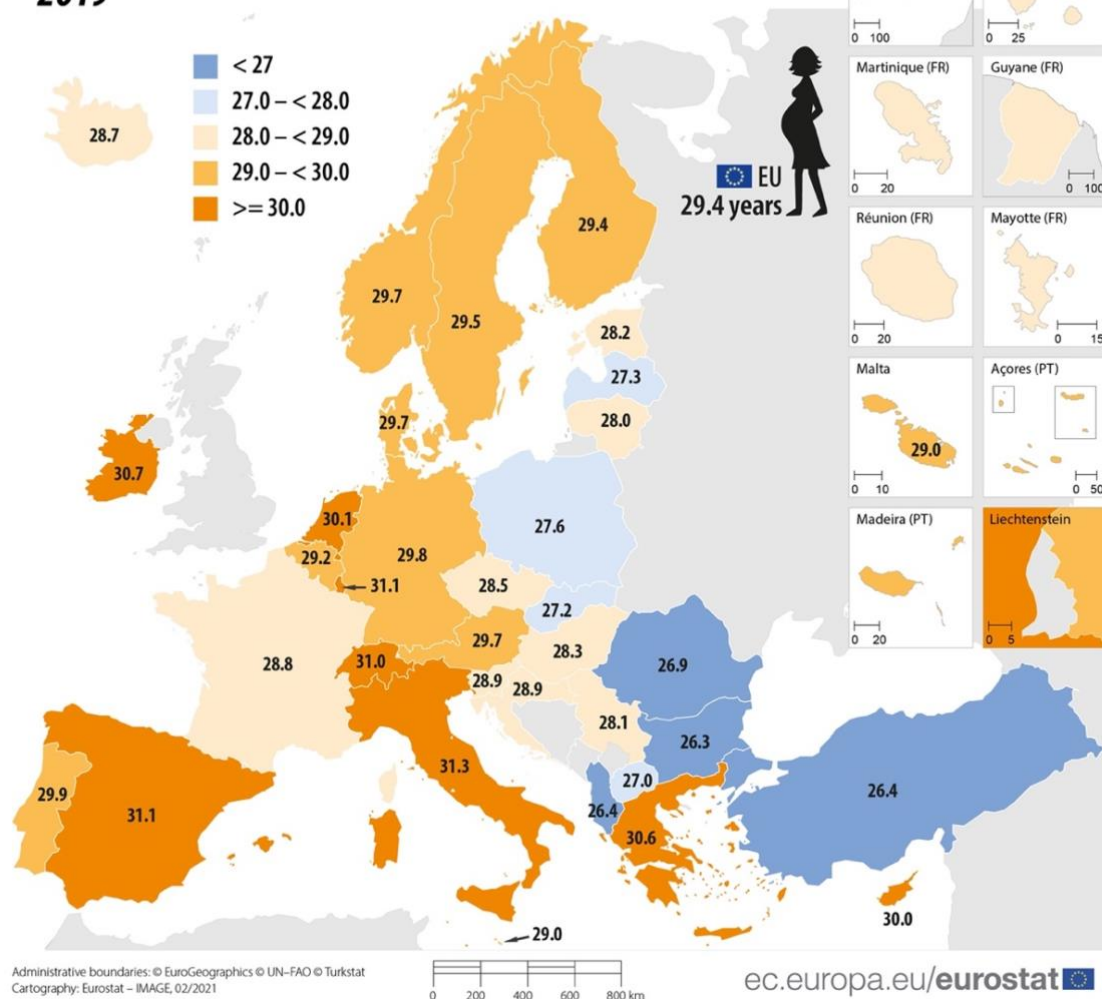 2019
< 27
27.0 – < 28.0
28.0 – < 29.0
29.0 – < 30.0
>= 30.0
EU
29.4 years
28.7
29.4
29.7
29.5
28.2
27.3
28.0
29.7
30.7
30.1
29.2
31.1
29.8
27.6
28.5
27.2
29.7
28.3
28.8
31.0
28.9
28.9
26.9
28.1
26.3
31.3
27.0
26.4
26.4
29.9
31.1
30.6
30.0
29.0
0 100
0 25
Martinique (FR)
0 20
Guyane (FR)
0 100
Réunion (FR)
0 20
Mayotte (FR)
0 15
Malta
29.0
0 10
Açores (PT)
0 50
Madeira (PT)
0 20
Liechtenstein
0 5
Administrative boundaries: © EuroGeographics © UN–FAO © Turkstat
Cartography: Eurostat – IMAGE, 02/2021
0 200 400 600 800 km
ec.europa.eu/eurostat